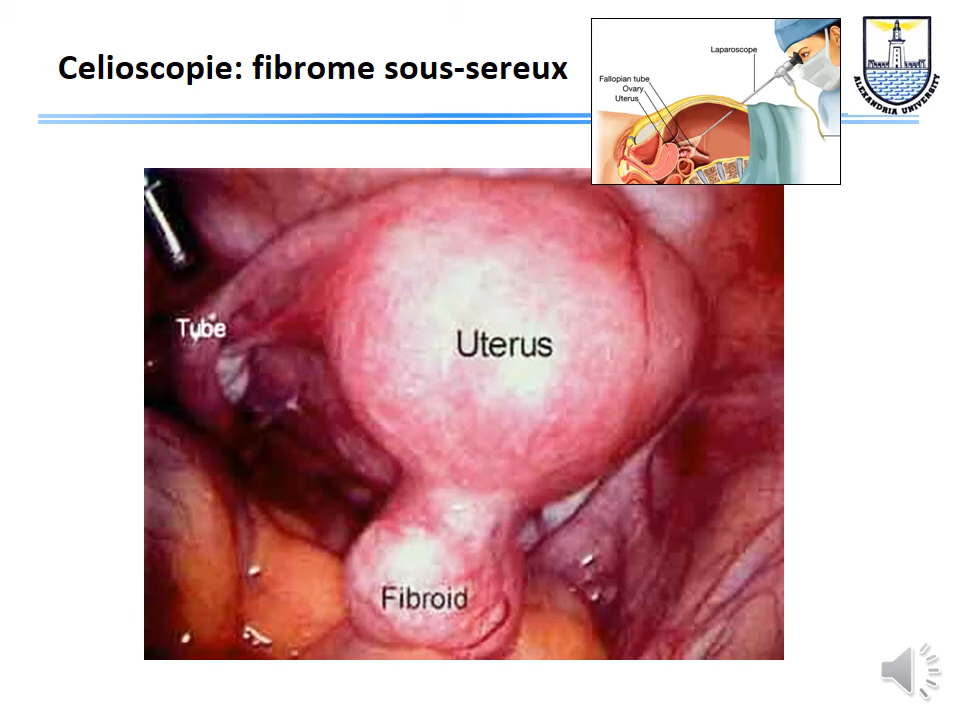 Celioscopie: fibrome sous-sereux
Laparoscope
Fallopian tube
Ovary
Uterus
ALEXANDRIA UNIVERSITY
Tube
Uterus
Fibroid